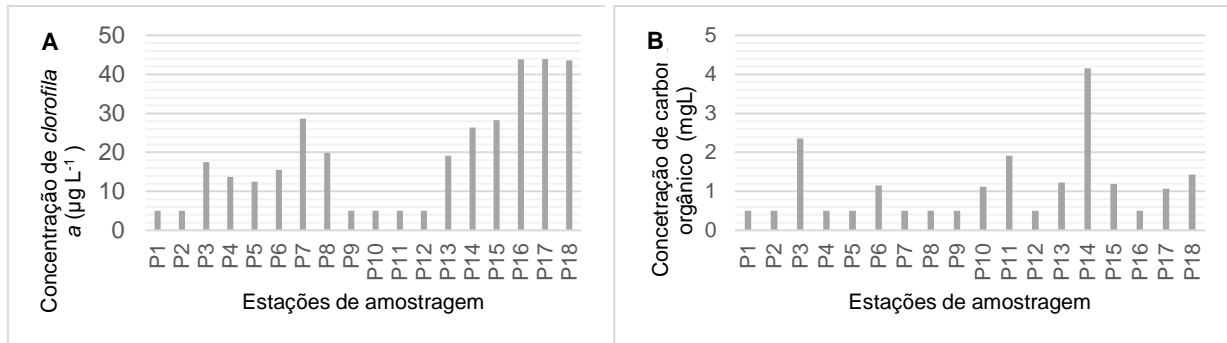 A
Concentração de clorofila
a (µg L-1 )
50
40
30
20
10
0
P1 P2 P3 P4 P5 P6 P7 P8 P9 P10 P11 P12 P13 P14 P15 P16 P17 P18
Estações de amostragem
B
Concetração de carbor
orgânico (mgL)
5
4
3
2
1
0
P1 P2 P3 P4 P5 P6 P7 P8 P9 P10 P11 P12 P13 P14 P15 P16 P17 P18
Estações de amostragem